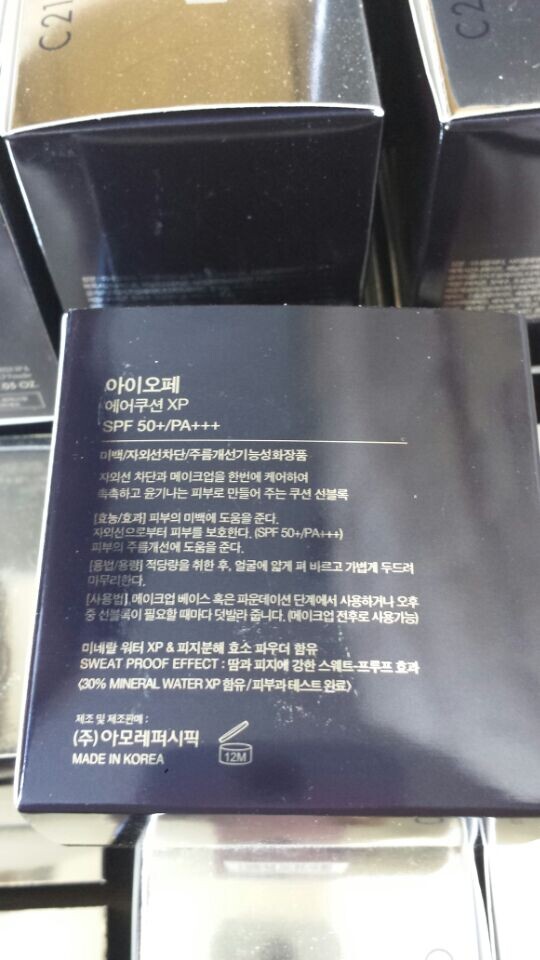 C21
C2
05 OZ.
아이오페
에어쿠션 XP
SPF 50+/PA+++
미백/자외선차단/주름개선기능성화장품
자외선 차단과 메이크업을 한번에 케어하여
촉촉하고 윤기나는 피부로 만들어 주는 쿠션 선블록
[효능/효과] 피부의 미백에 도움을 준다.
자외선으로부터 피부를 보호한다. (SPF 50+/PA+++)
피부의 주름개선에 도움을 준다.
[용법/용량] 적당량을 취한 후, 얼굴에 얇게 펴 바르고 가볍게 두드려
마무리한다.
[사용법] 메이크업 베이스 혹은 파운데이션 단계에서 사용하거나 오후
중 선블록이 필요할 때마다 덧발라 줍니다. (메이크업 전후로 사용가능)
미네랄 워터 XP & 피지분해 효소 파우더 함유
SWEAT PROOF EFFECT : 땀과 피지에 강한 스웨트-프루프 효과
<30% MINERAL WATER XP 함유 / 피부과 테스트 완료>
제조 및 제조판매 :
(주)아모레퍼시픽
MADE IN KOREA
12M